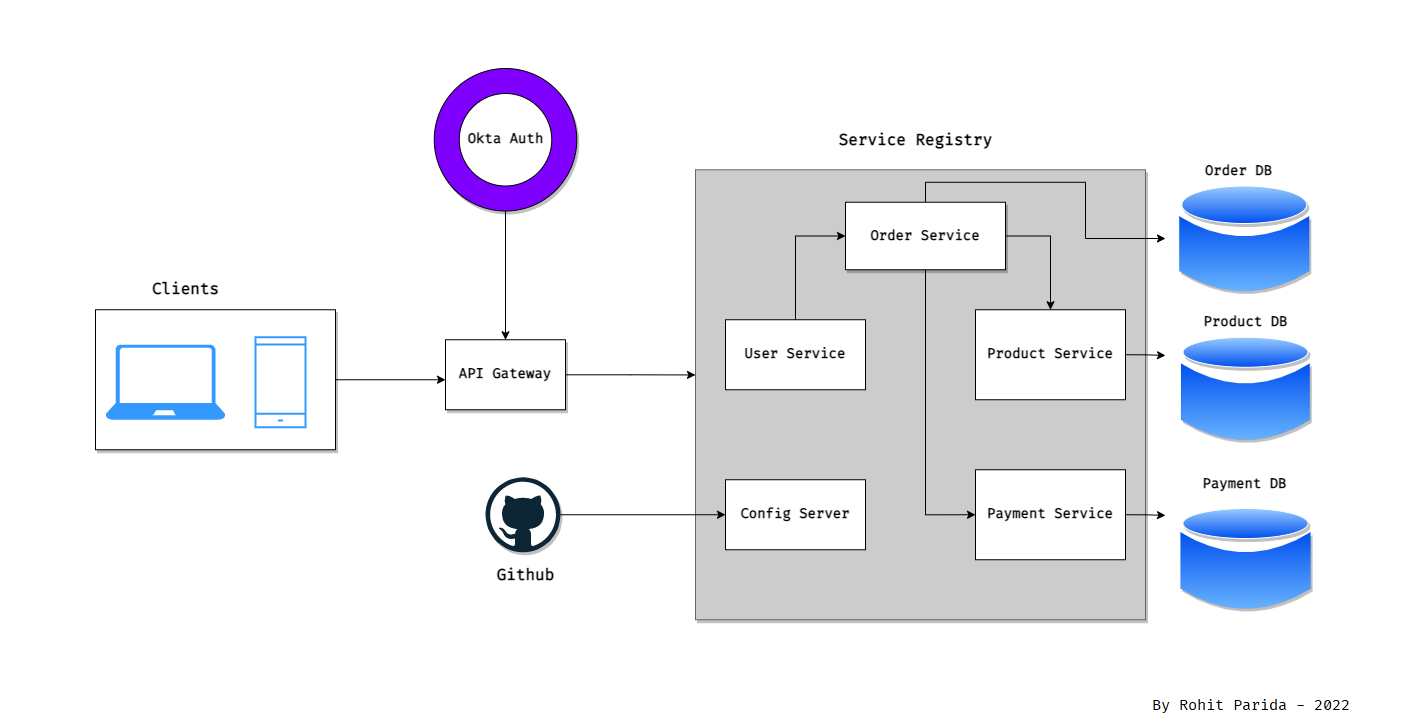 Okta Auth
Service Registry
Order DB
Order Service
Clients
Product DB
User Service
Product Service
API Gateway
Payment DB
Config Server
Payment Service
Github
By Rohit Parida – 2022